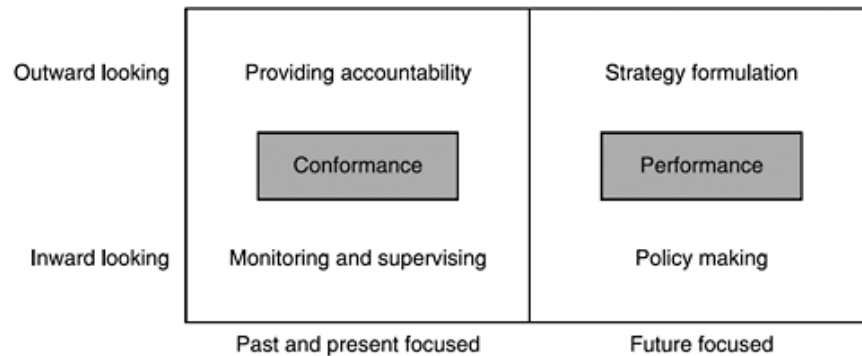 Outward looking
Providing accountability
Strategy formulation
Conformance
Performance
Inward looking
Monitoring and supervising
Policy making
Past and present focused
Future focused